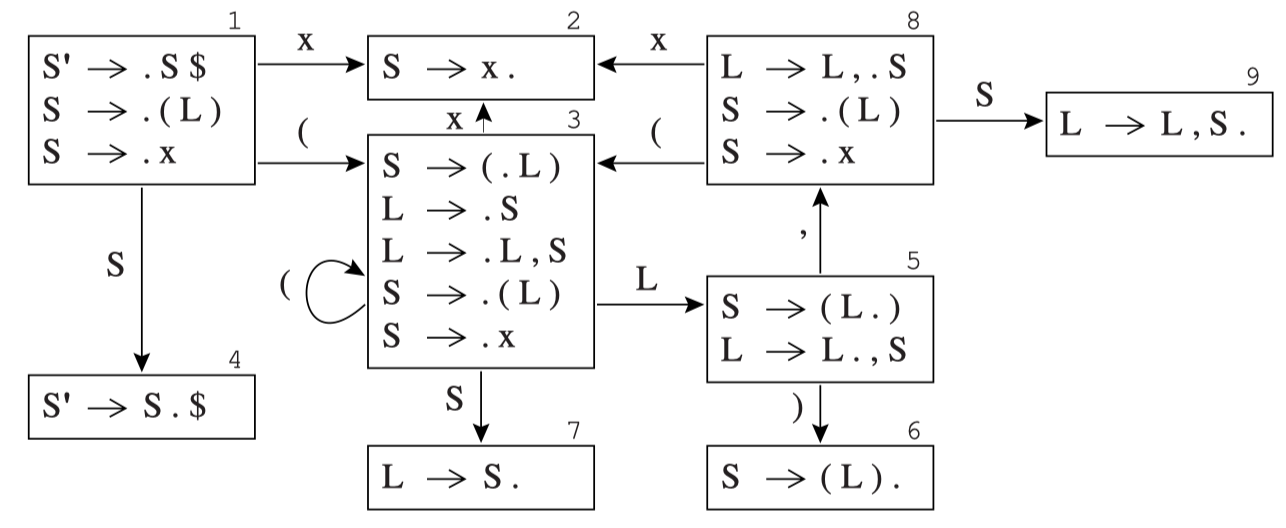 1
S' → . S $
S → . ( L )
S → . x
x
(
S
2
S → x .
x
3
S → ( . L )
L → . S
L → . L , S
S → . ( L )
S → . x
(
x
(
8
L → L , . S
S → . ( L )
S → . x
S
9
L → L , S .
L
,
5
S → ( L . )
L → L . , S
4
S' → S . $
S
7
L → S .
)
6
S → ( L ) .